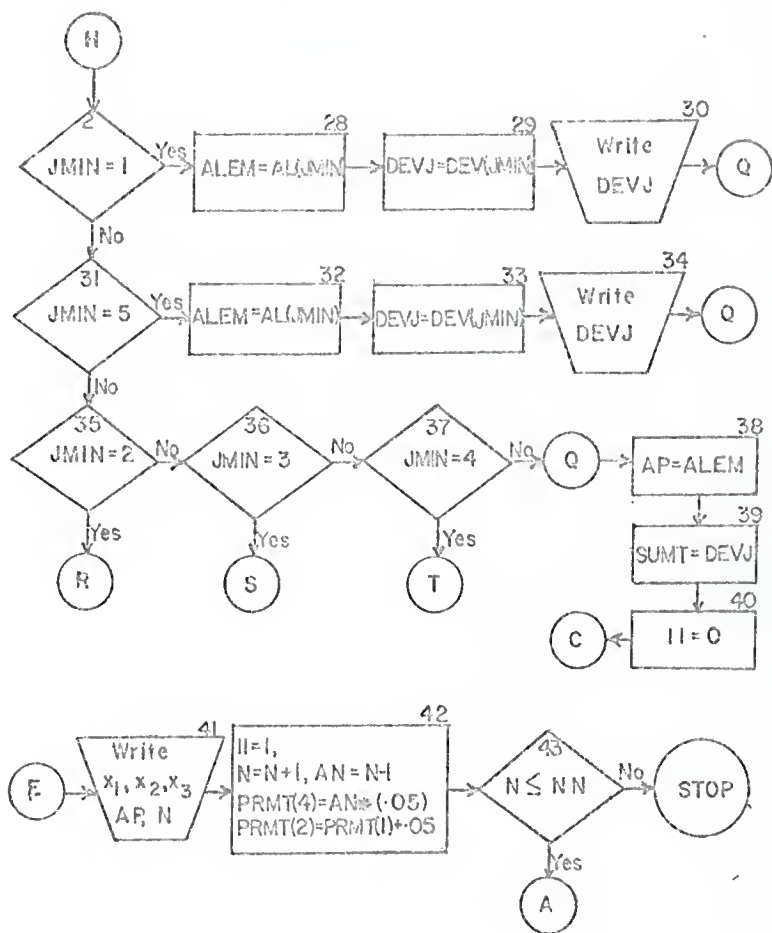 H
2
JMIN = 1
Yes
28
ALEM=AL(JMIN)
29
DEVJ=DEV(JMIN)
30
Write
DEVJ
Q
No
31
JMIN = 5
Yes
32
ALEM=AL(JMIN)
33
DEVJ=DEV(JMIN)
34
Write
DEVJ
Q
No
35
JMIN = 2
No
36
JMIN = 3
No
37
JMIN = 4
No
Q
38
AP=ALEM
Yes
R
Yes
S
Yes
T
39
SUMT=DEVJ
40
II = 0
C
E
41
Write
X₁, X₂, X₃
AP, N
42
II=1,
N=N+1, AN=N-1
PRMT(4)=AN*(.05)
PRMT(2)=PRMT(1)+.05
43
N ≤ NN
No
STOP
Yes
A